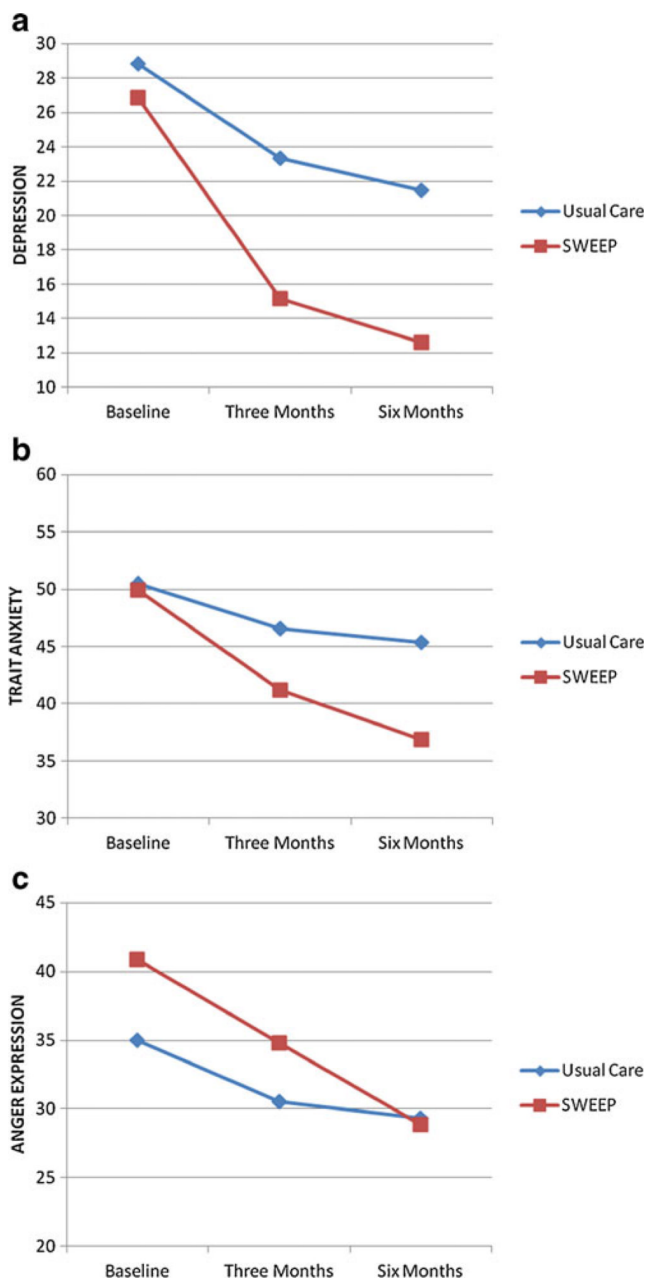 a
30
28
26
24
22
20
18
16
14
12
10
DEPRESSION
Baseline Three Months Six Months
Usual Care
SWEEP
b
60
55
50
45
40
35
30
TRAIT ANXIETY
Baseline Three Months Six Months
Usual Care
SWEEP
c
45
40
35
30
25
20
ANGER EXPRESSION
Baseline Three Months Six Months
Usual Care
SWEEP